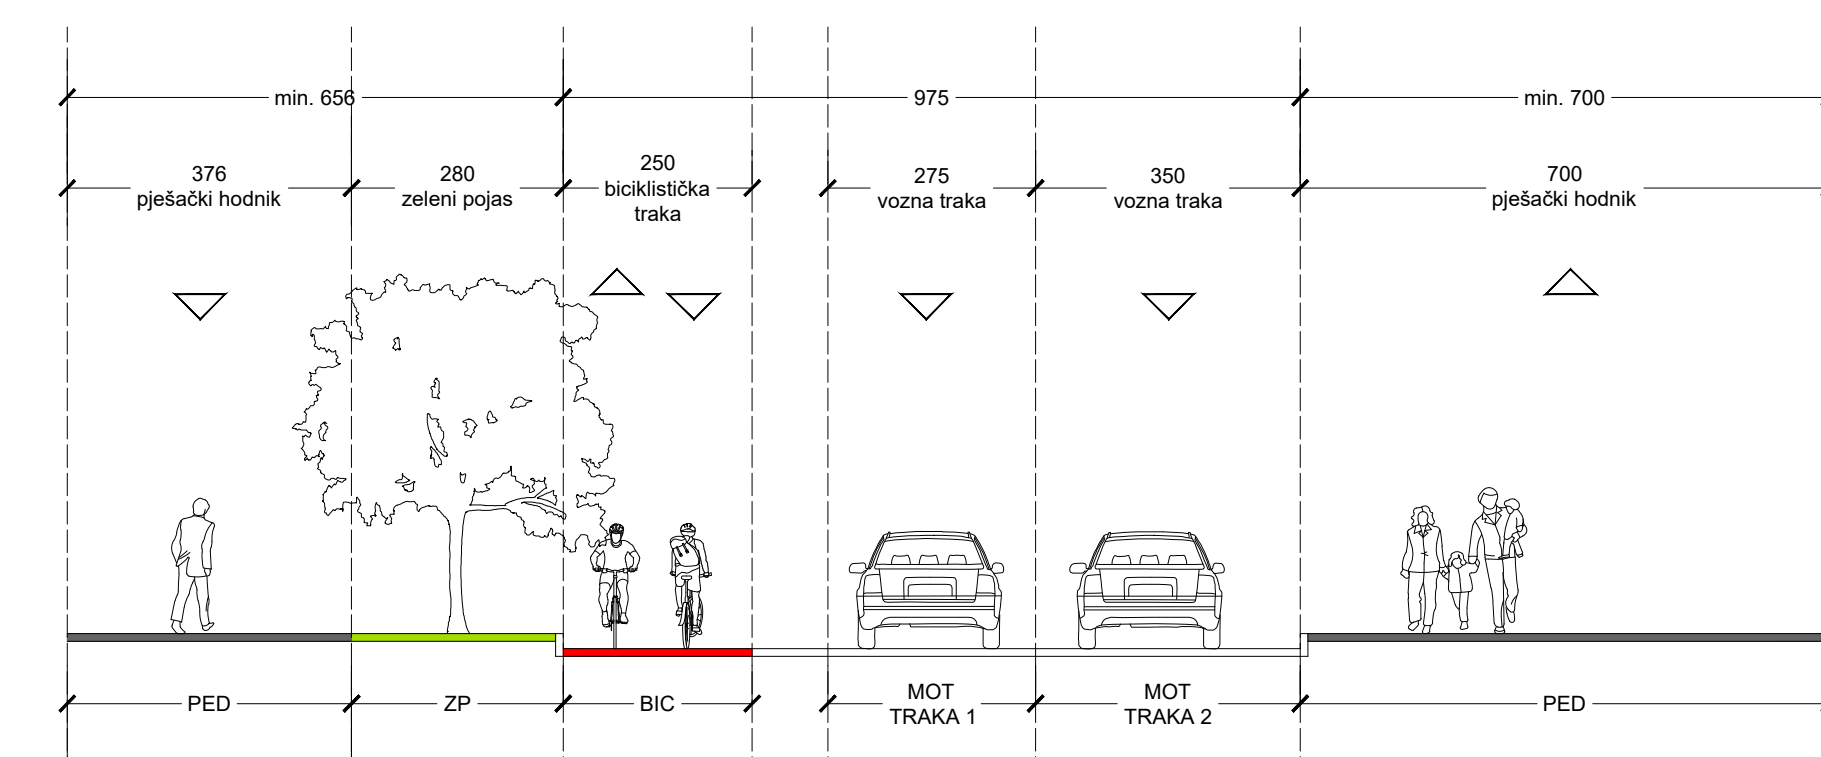 min. 656
975
min. 700
376
pješački hodnik
280
zeleni pojas
250
biciklistička
traka
275
vozna traka
350
vozna traka
700
pješački hodnik
PED
ZP
BIC
MOT
TRAKA 1
MOT
TRAKA 2
PED